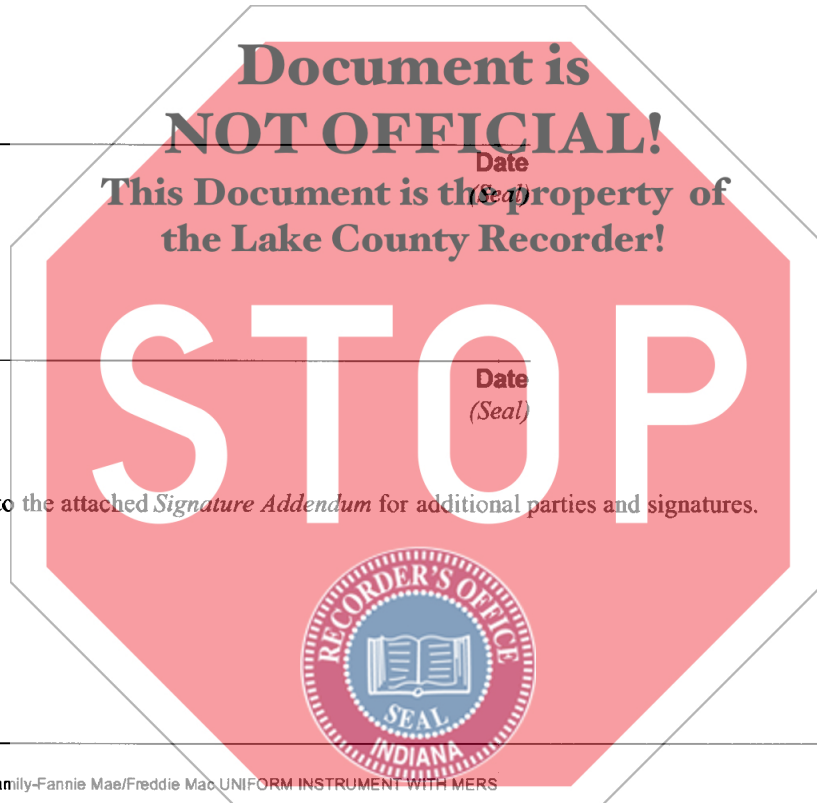 Document is
NOT OFFICIAL!
Date
This Document is the property of
(Seal)
the Lake County Recorder!
STOP
Date
(Seal)
to the attached Signature Addendum for additional parties and signatures.
RECORDER'S OFFICE
SEAL
INDIANA
amily-Fannie Mae/Freddie Mac UNIFORM INSTRUMENT WITH MERS